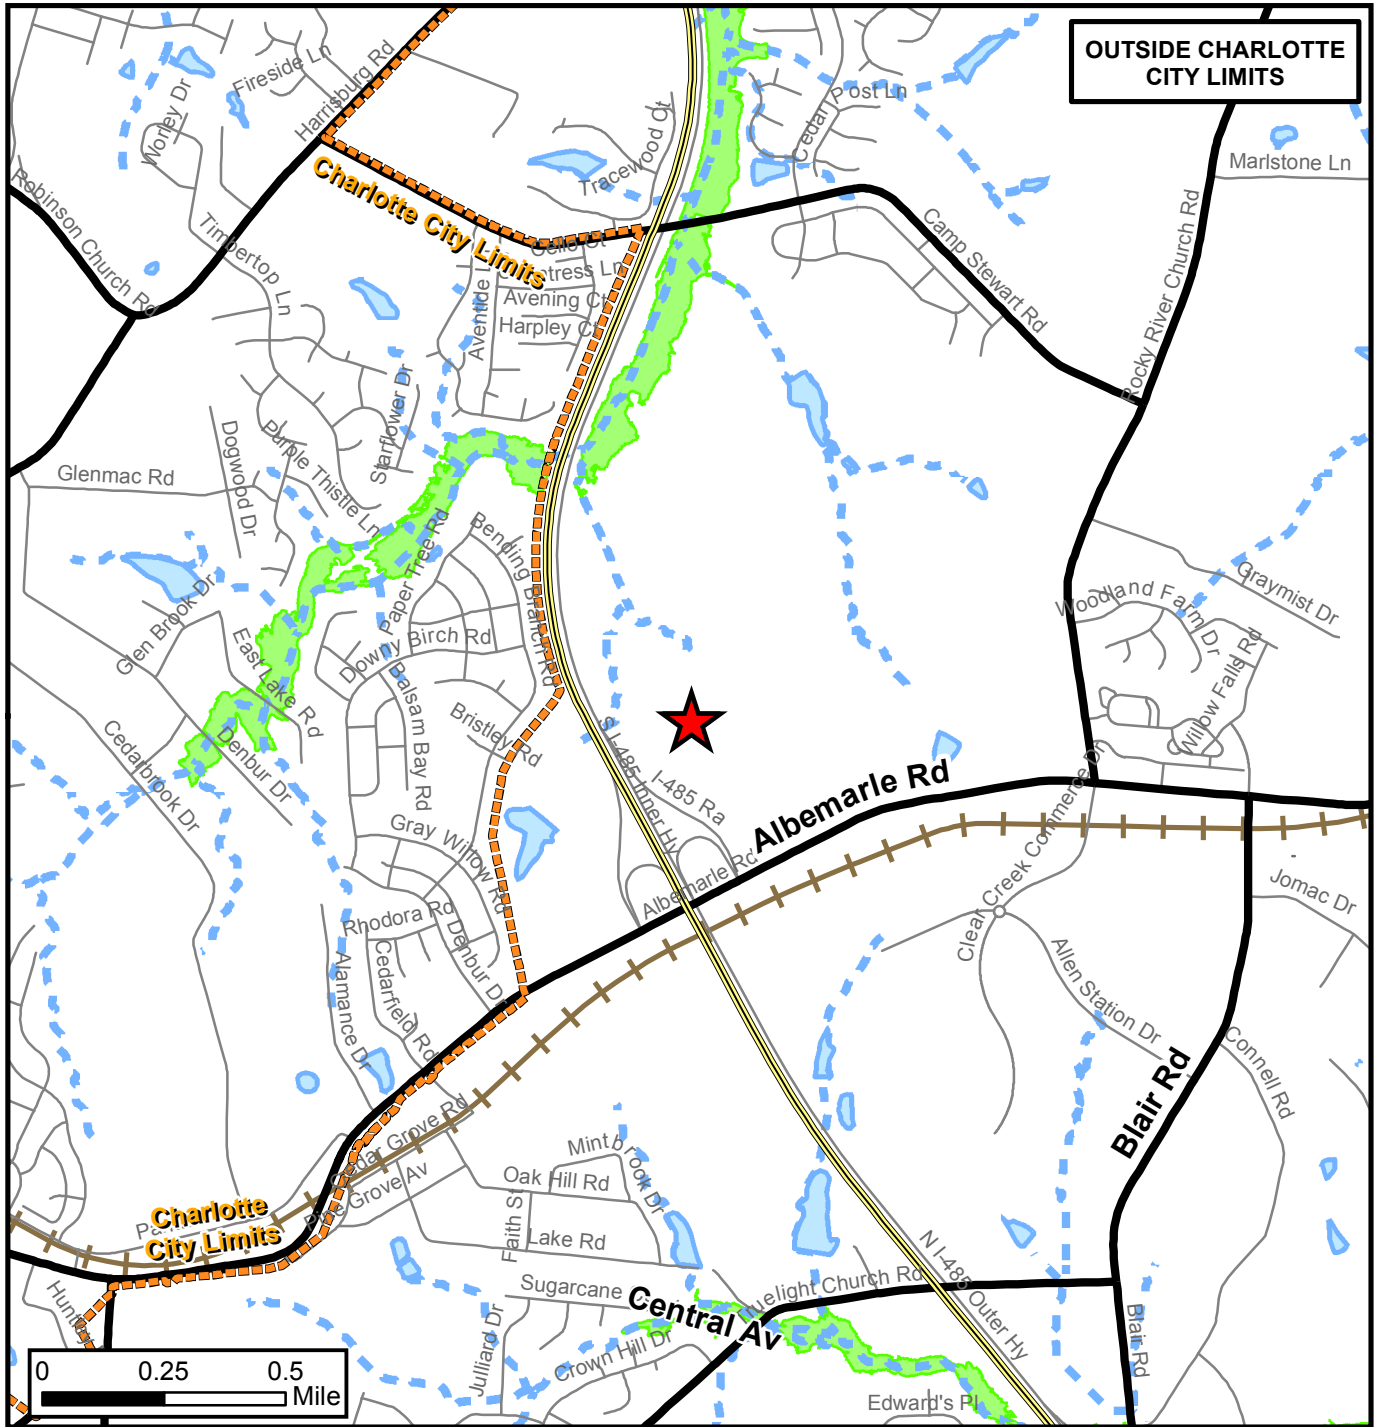 OUTSIDE CHARLOTTE
CITY LIMITS
Fireside Ln
Harrisburg Rd
Norley Dr
Cedar Post Ln
Tracewood Ct
Marlstone Ln
Robinson Church Rd
Charlotte City Limits
Timbertop Ln
Camp Stewart Rd
Rocky River Church Rd
Cello Ct
tress Ln
Avening Ct
Harpley Ct
Aventide L
Starflower Dr
Dogwood Dr
Purple Thistle Ln
Glenmac Rd
Paper Tree Rd
Bending Branch Rd
Graymist Dr
Woodland Farm Dr
Glen Brook Dr
Downy Birch Rd
East Lake Rd
Balsam Bay Rd
Willow Falls Rd
Bristley Rd
Cedarbrook Dr
Denbur Dr
S I-485 Inner Hy
I-485 Ra
Albemarle Rd
Clear Creek Commerce Dr
Gray Willow Rd
Albemarle Rd
Jomac Dr
Rhodora Rd
Denbur Dr
Alamance Dr
Cedarfield Rd
Allen Station Dr
Connell Rd
Blair Rd
Cedar Grove Rd
Mintbrook Dr
Oak Hill Rd
Pine Grove Av
Faith St
Charlotte
City Limits
Lake Rd
N I-485 Outer Hy
Sugarcane
Central Av
uelight Church Rd
Julliard Dr
Crown Hill Dr
Blair Rd
Edward's Pl
0 0.25 0.5
Mile